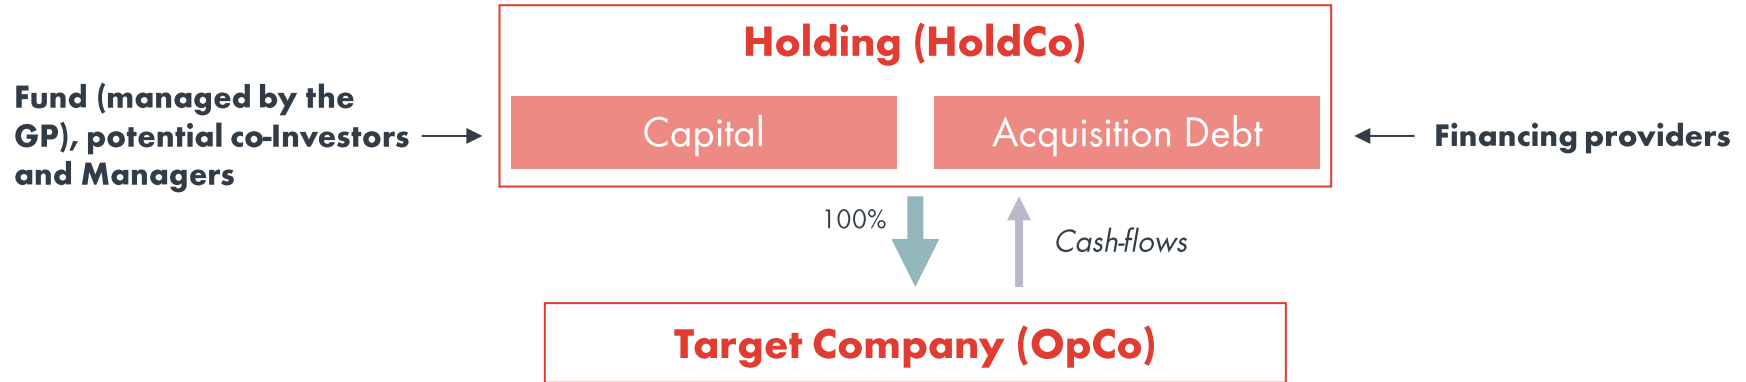 Holding (HoldCo)
Fund (managed by the
GP), potential co-Investors
and Managers
Capital
Acquisition Debt
Financing providers
100%
Cash-flows
Target Company (OpCo)